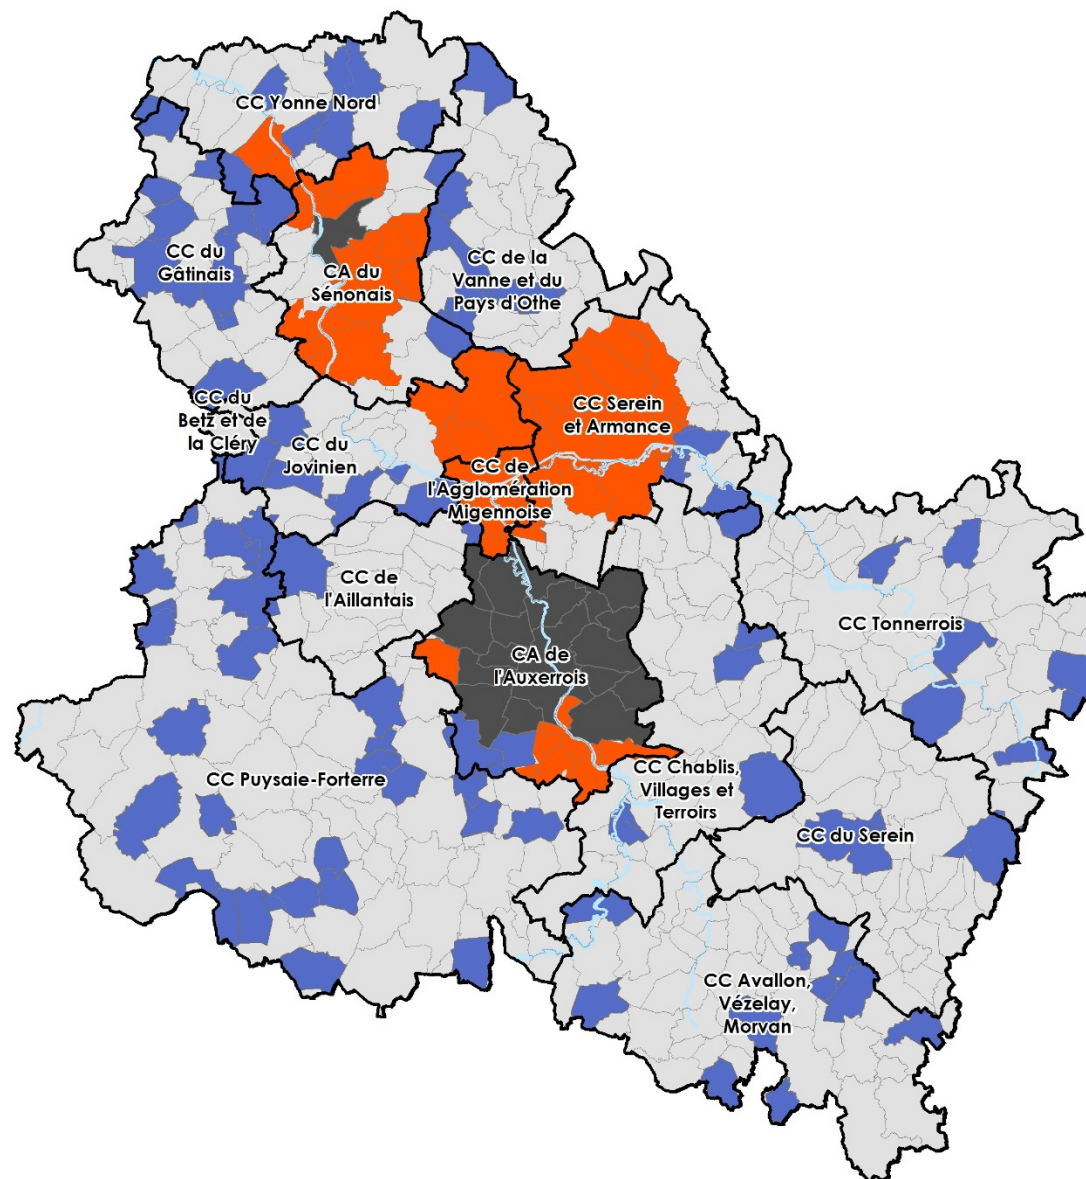 CC Yonne Nord
CC du
Gâtinais
CA du
Sénonais
CC de la
Vanne et du
Pays d'Othe
CC du
Betz et de
la Cléry
CC du
Jovinien
CC Serein
et Armance
CC de
l'Agglomération
Migennoise
CC de
l'Aillantais
CA de
l'Auxerrois
CC Tonnerrois
CC Puysaie-Forterre
CC Chablis,
Villages et
Terroirs
CC du Serein
CC Avallon,
Vézelay,
Morvan